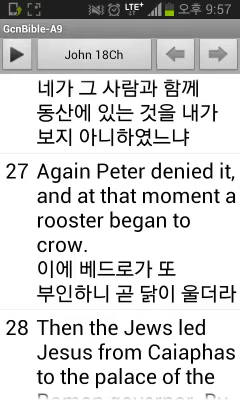 LTE 오후 9:57
GcnBible-A9
John 18Ch
네가 그 사람과 함께
동산에 있는 것을 내가
보지 아니하였느냐
27 Again Peter denied it,
and at that moment a
rooster began to
crow.
이에 베드로가 또
부인하니 곧 닭이 울더라
28 Then the Jews led
Jesus from Caiaphas
to the palace of the
Roman governor. By